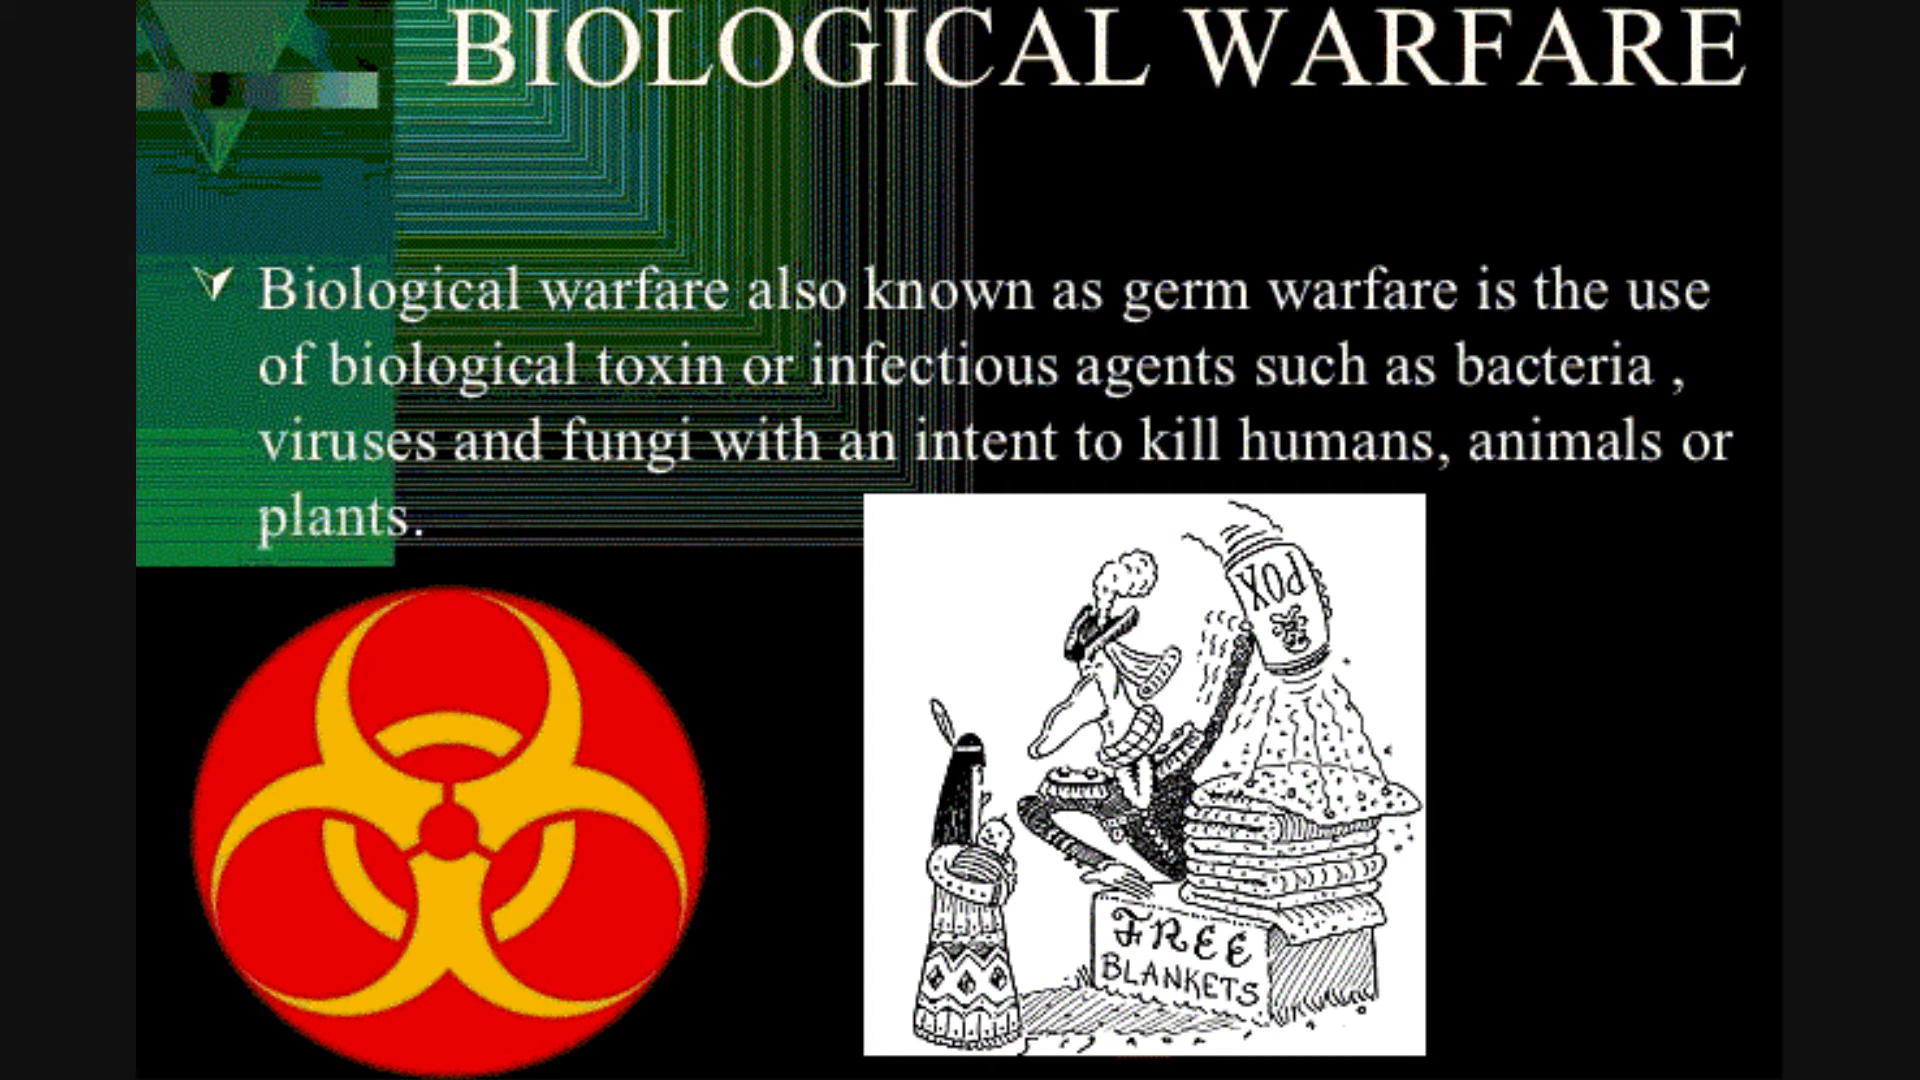 BIOLOGICAL WARFARE
Biological warfare also known as germ warfare is the use
of biological toxin or infectious agents such as bacteria ,
viruses and fungi with an intent to kill humans, animals or
plants.
POX
FREE
BLANKETS